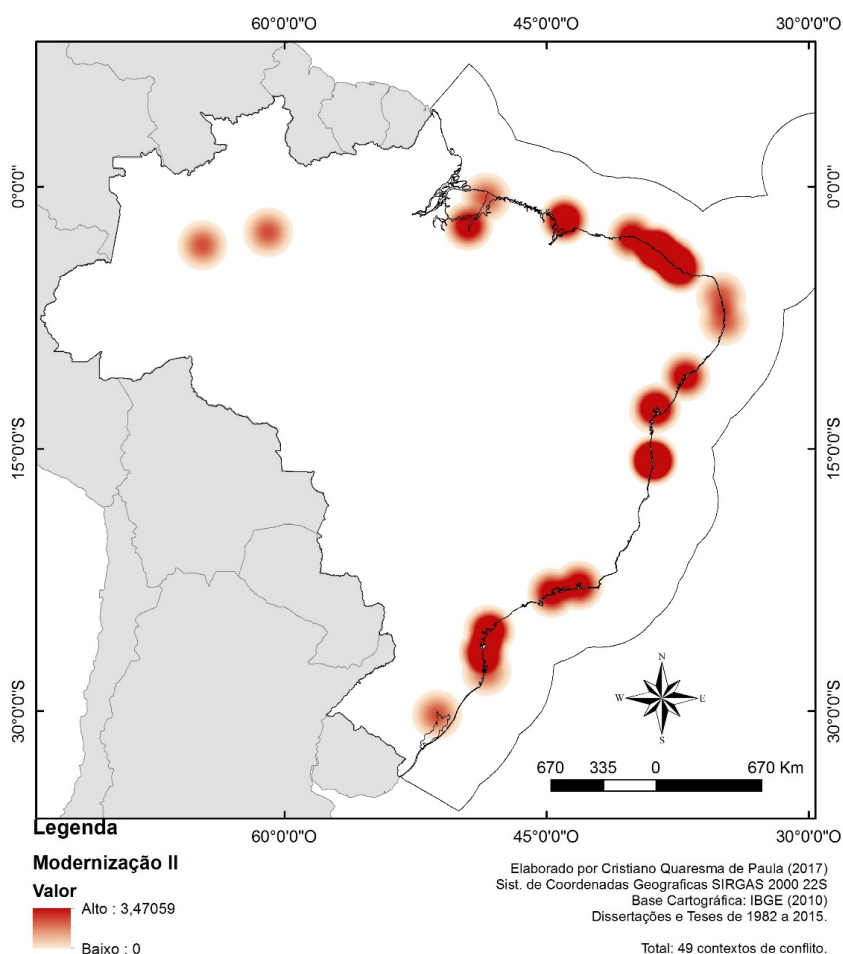 60°0'0"O 45°0'0"O 30°0'0"O
0°0'0"
15°0'0"S
30°0'0"S
0°0'0"
15°0'0"S
30°0'0"S
N
W E
S
670 335 0 670 Km
60°0'0"O 45°0'0"O 30°0'0"O
Legenda
Modernização II
Valor
Alto : 3,47059
Baixo : 0
Elaborado por Cristiano Quaresma de Paula (2017)
Sist. de Coordenadas Geograficas SIRGAS 2000 22S
Base Cartográfica: IBGE (2010)
Dissertações e Teses de 1982 a 2015.
Total: 49 contextos de conflito.